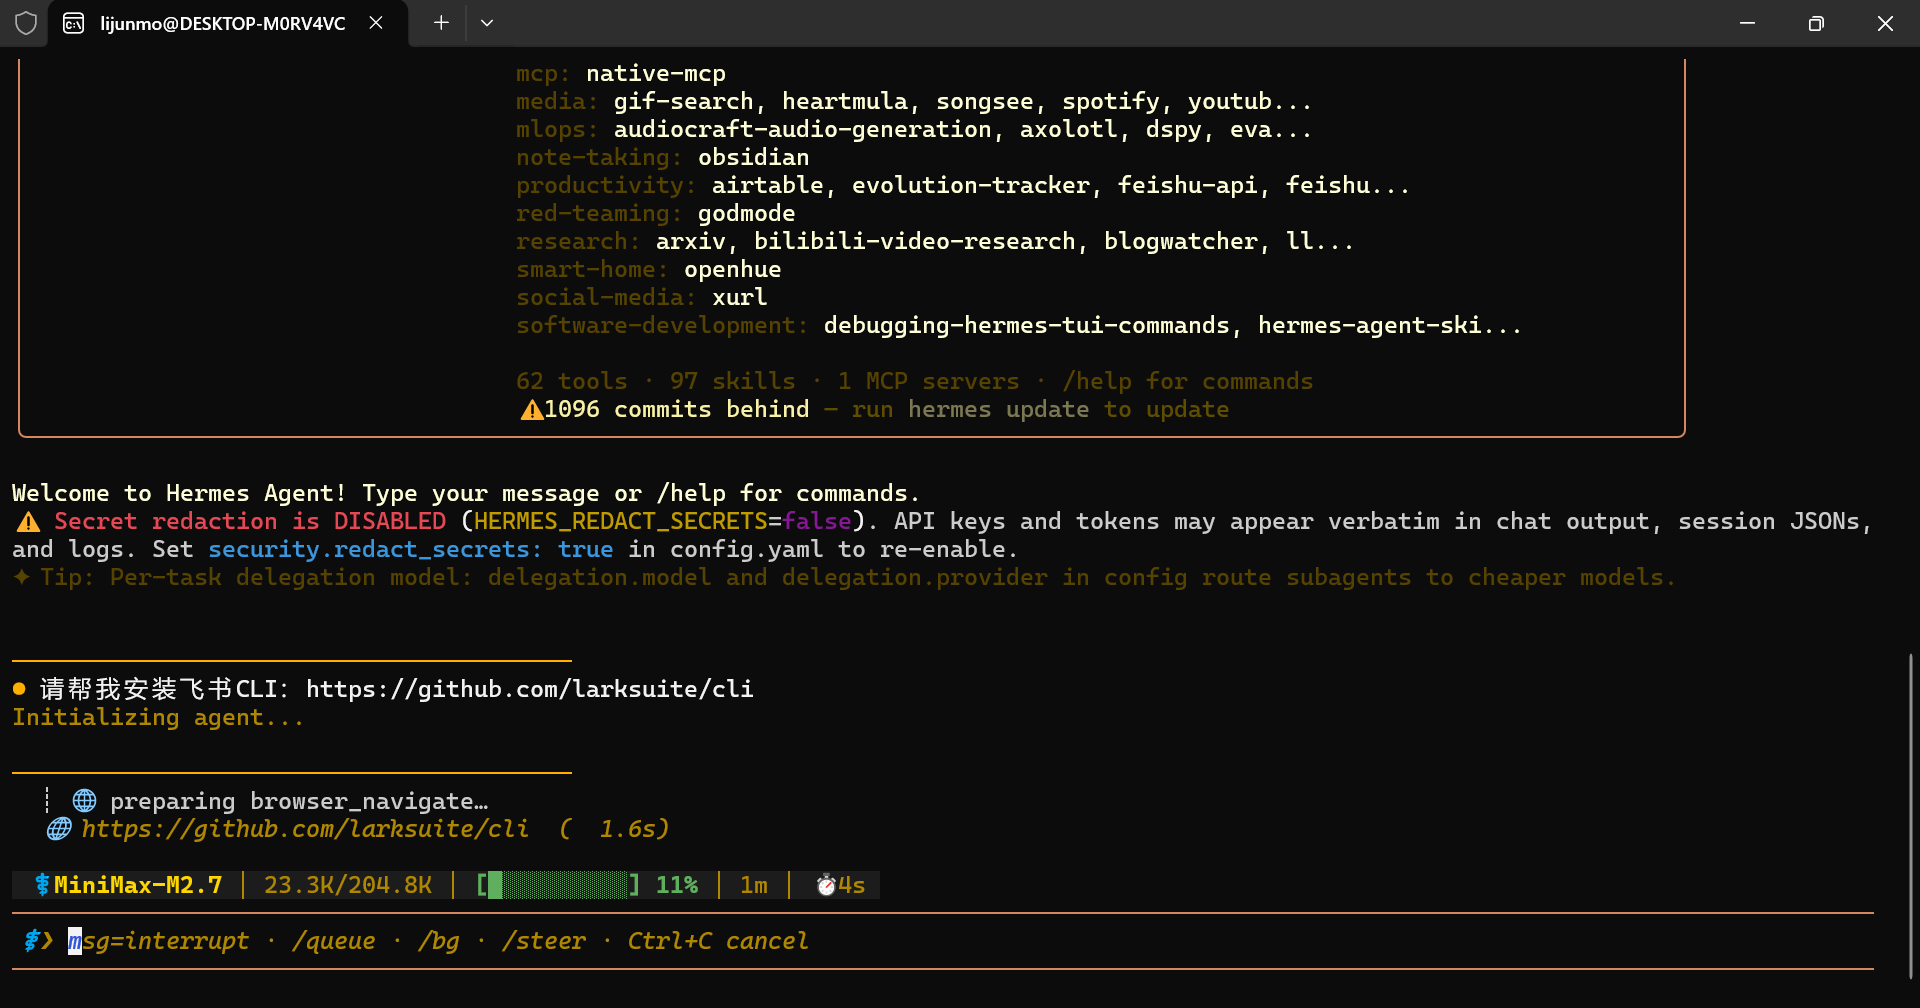 lijunmo@DESKTOP-M0RV4VC
mcp: native-mcp
media: gif-search, heartmula, songsee, spotify, youtub...
mlops: audiocraft-audio-generation, axolotl, dspy, eva...
note-taking: obsidian
productivity: airtable, evolution-tracker, feishu-api, feishu...
red-teaming: godmode
research: arxiv, bilibili-video-research, blogwatcher, ll...
smart-home: openhue
social-media: xurl
software-development: debugging-hermes-tui-commands, hermes-agent-ski...
62 tools · 97 skills · 1 MCP servers · /help for commands
⚠1096 commits behind — run hermes update to update
Welcome to Hermes Agent! Type your message or /help for commands.
⚠ Secret redaction is DISABLED (HERMES_REDACT_SECRETS=false). API keys and tokens may appear verbatim in chat output, session JSONs,
and logs. Set security.redact_secrets: true in config.yaml to re-enable.
✦ Tip: Per-task delegation model: delegation.model and delegation.provider in config route subagents to cheaper models.
● 请帮我安装飞书CLI: https://github.com/larksuite/cli
Initializing agent...
┊ 🌐 preparing browser_navigate…
🌐 https://github.com/larksuite/cli  (  1.6s)
⚕ MiniMax-M2.7 │ 23.3K/204.8K │ [█░░░░░░░░░] 11% │ 1m │ ⏱4s
⚕❯ msg=interrupt · /queue · /bg · /steer · Ctrl+C cancel